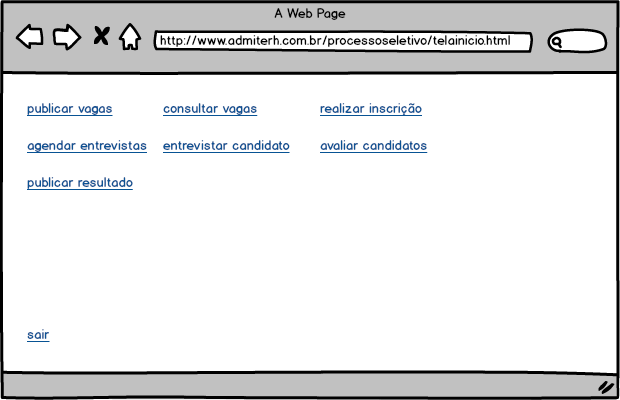 A Web Page
http://www.admiterh.com.br/processoseletivo/telainicio.html
publicar vagas consultar vagas realizar inscrição
agendar entrevistas entrevistar candidato avaliar candidatos
publicar resultado
sair